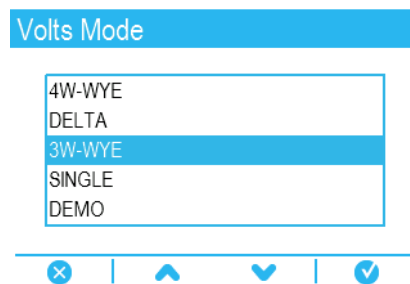 Volts Mode
4W-WYE
DELTA
3W-WYE
SINGLE
DEMO